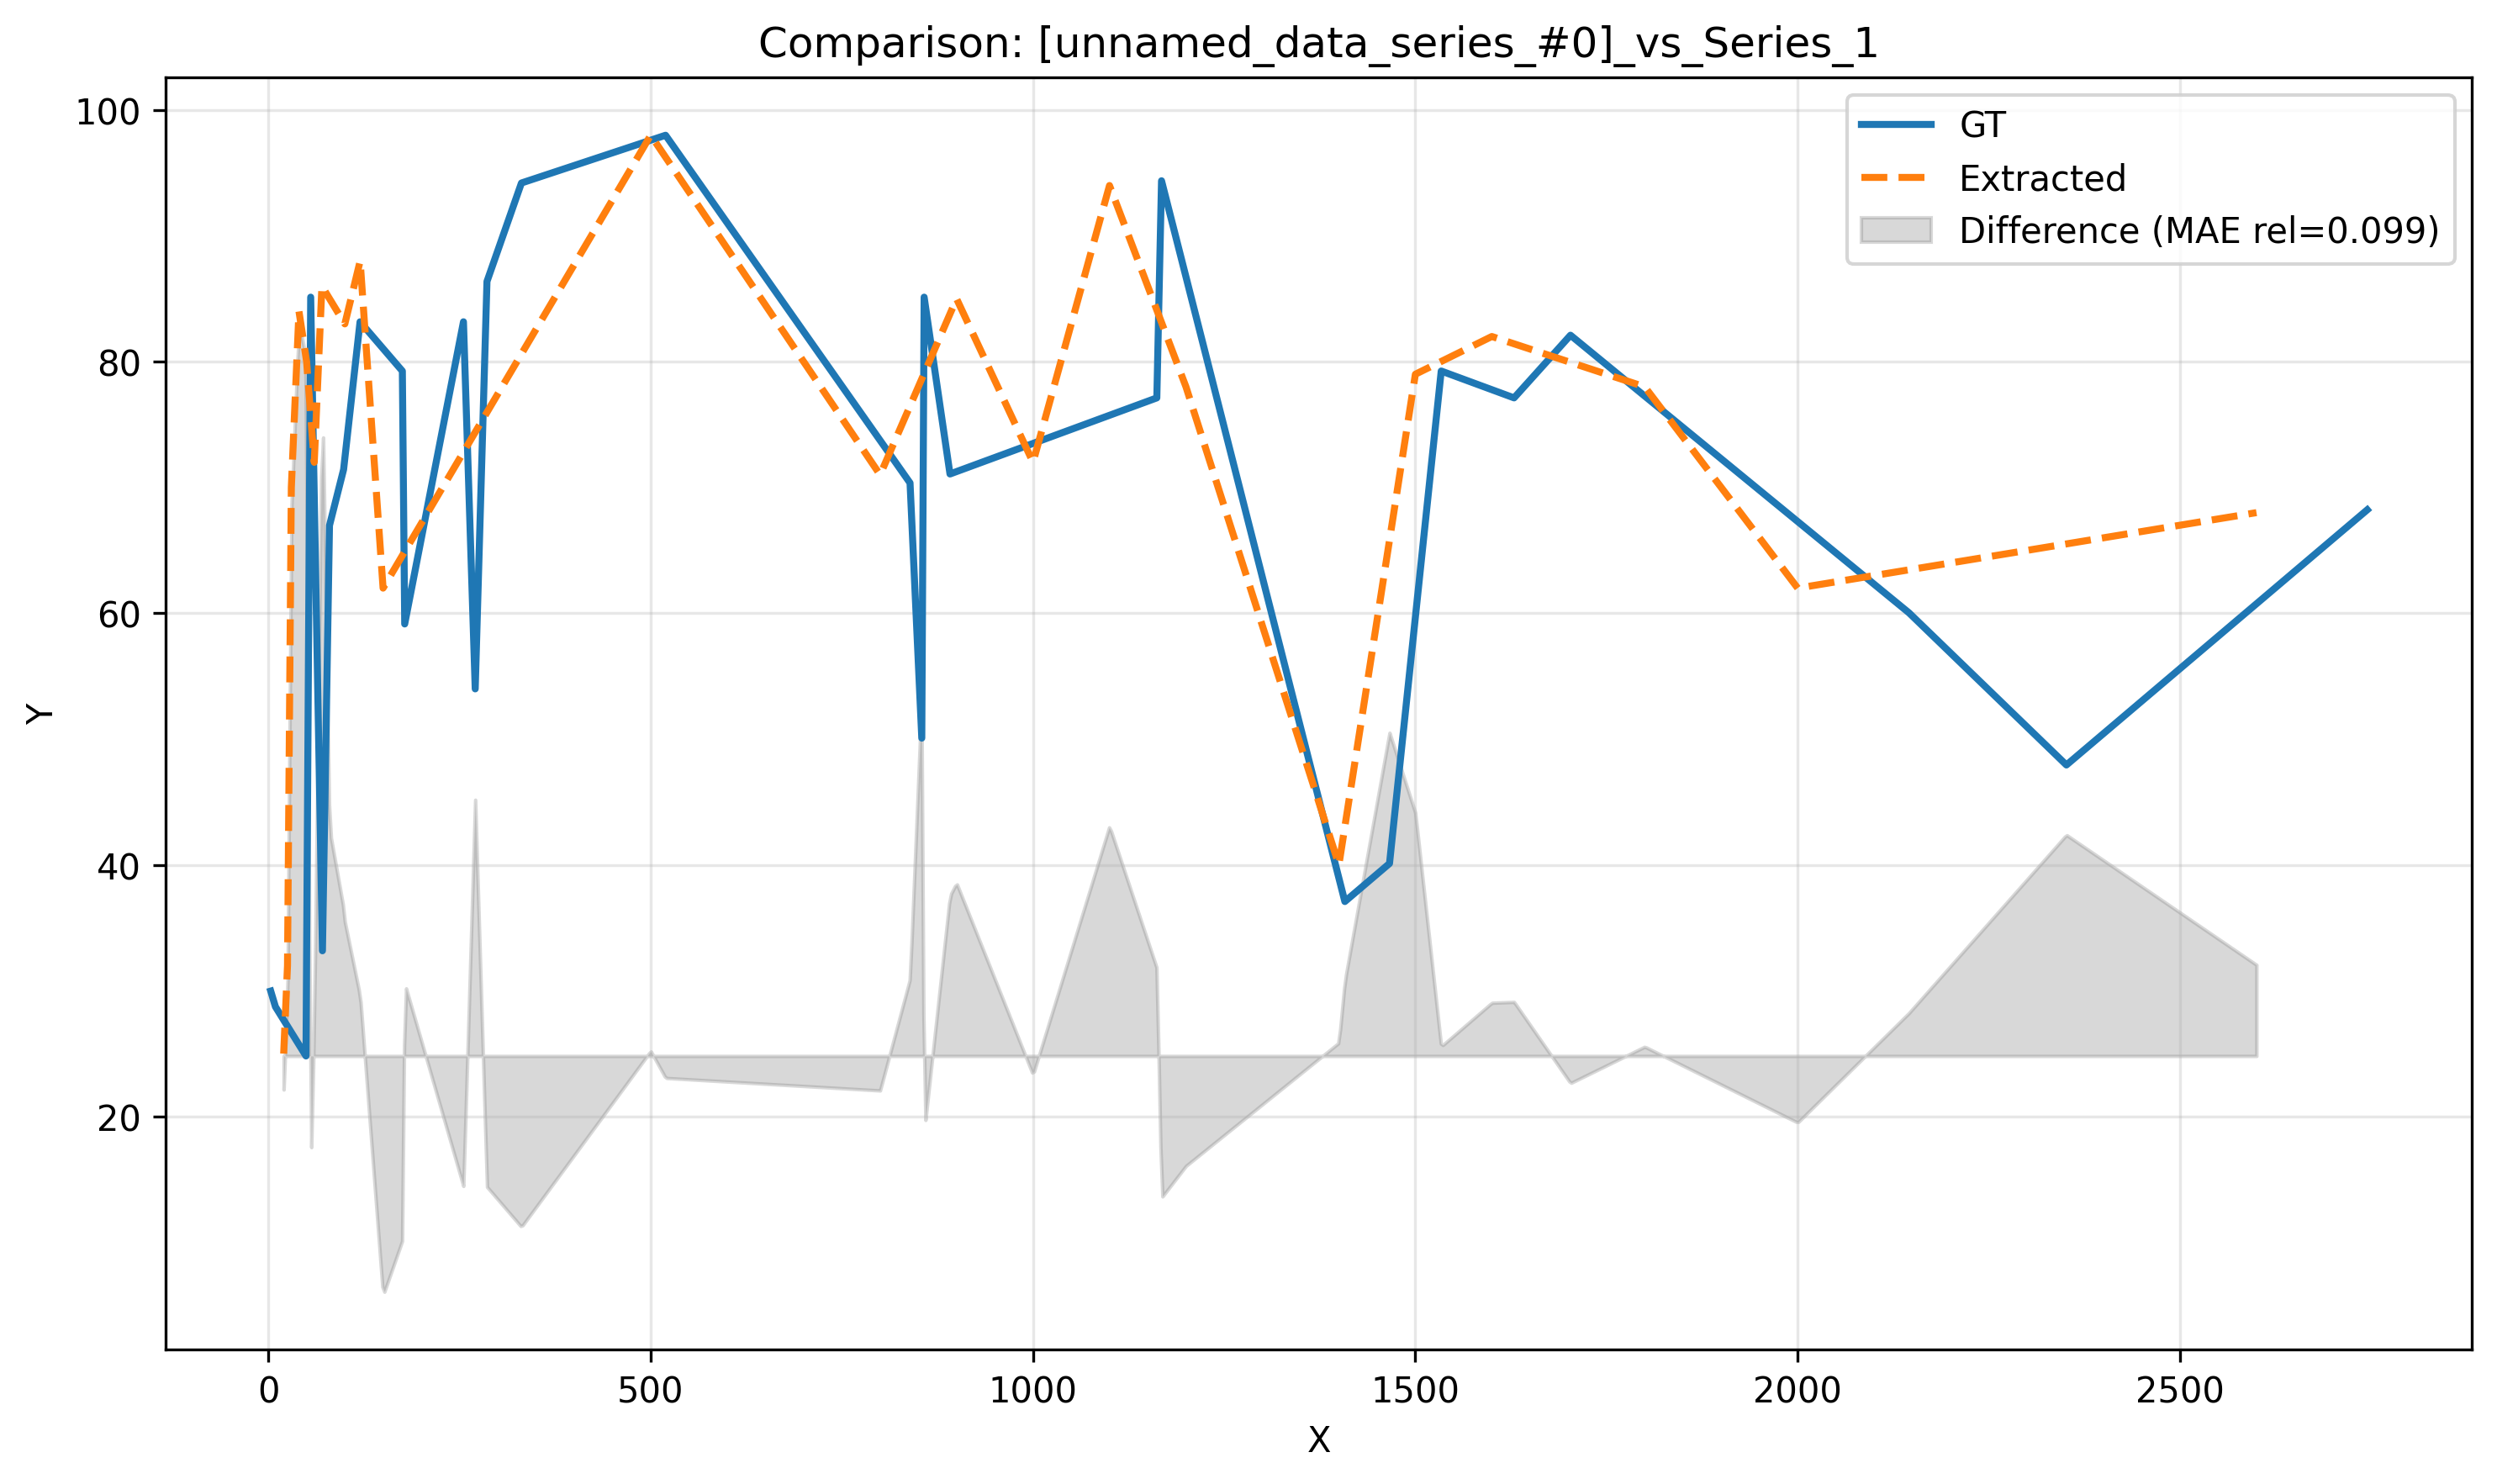 Comparison: [unnamed_data_series_#0]_vs_Series_1
GT
Extracted
Difference (MAE rel=0.099)
Y
100
80
60
40
20
0
500
1000
1500
2000
2500
X